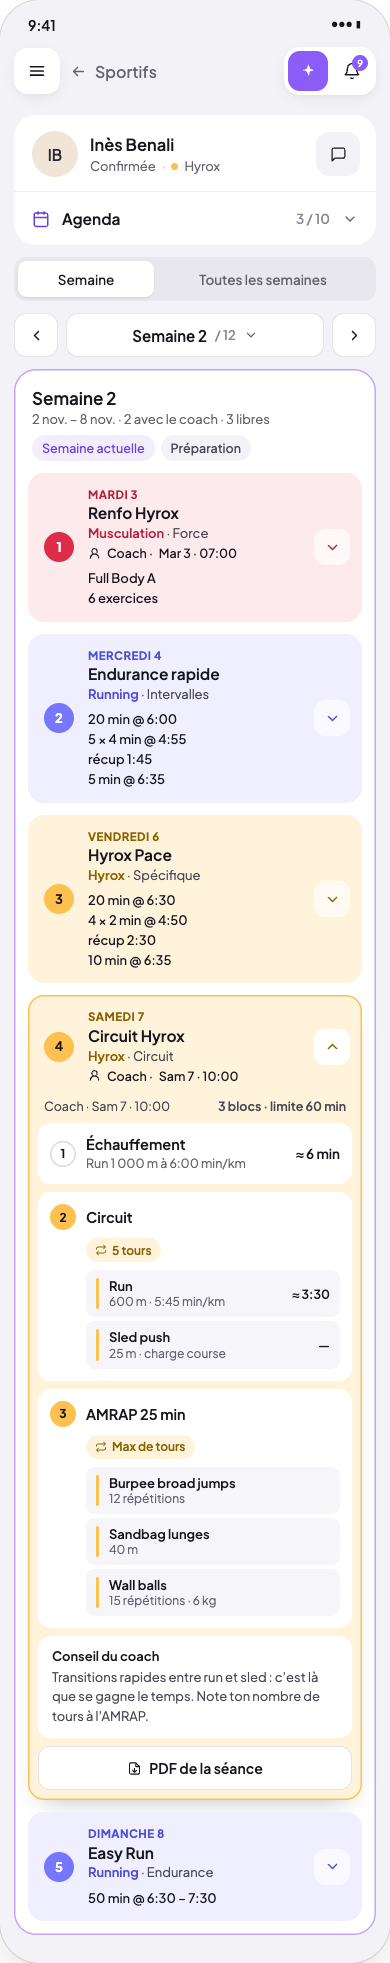 9:41
Sportifs
9
IB
Inès Benali
Confirmée · Hyrox
Agenda
3 / 10
Semaine
Toutes les semaines
Semaine 2 / 12
Semaine 2
2 nov. – 8 nov. · 2 avec le coach · 3 libres
Semaine actuelle
Préparation
1
MARDI 3
Renfo Hyrox
Musculation · Force
Coach · Mar 3 · 07:00
Full Body A
6 exercices
2
MERCREDI 4
Endurance rapide
Running · Intervalles
20 min @ 6:00
5 × 4 min @ 4:55
récup 1:45
5 min @ 6:35
3
VENDREDI 6
Hyrox Pace
Hyrox · Spécifique
20 min @ 6:30
4 × 2 min @ 4:50
récup 2:30
10 min @ 6:35
4
SAMEDI 7
Circuit Hyrox
Hyrox · Circuit
Coach · Sam 7 · 10:00
Coach · Sam 7 · 10:00
3 blocs · limite 60 min
1
Échauffement
Run 1 000 m à 6:00 min/km
≈ 6 min
2
Circuit
5 tours
Run
600 m · 5:45 min/km
≈ 3:30
Sled push
25 m · charge course
—
3
AMRAP 25 min
Max de tours
Burpee broad jumps
12 répétitions
Sandbag lunges
40 m
Wall balls
15 répétitions · 6 kg
Conseil du coach
Transitions rapides entre run et sled : c’est là
que se gagne le temps. Note ton nombre de
tours à l’AMRAP.
PDF de la séance
5
DIMANCHE 8
Easy Run
Running · Endurance
50 min @ 6:30 – 7:30